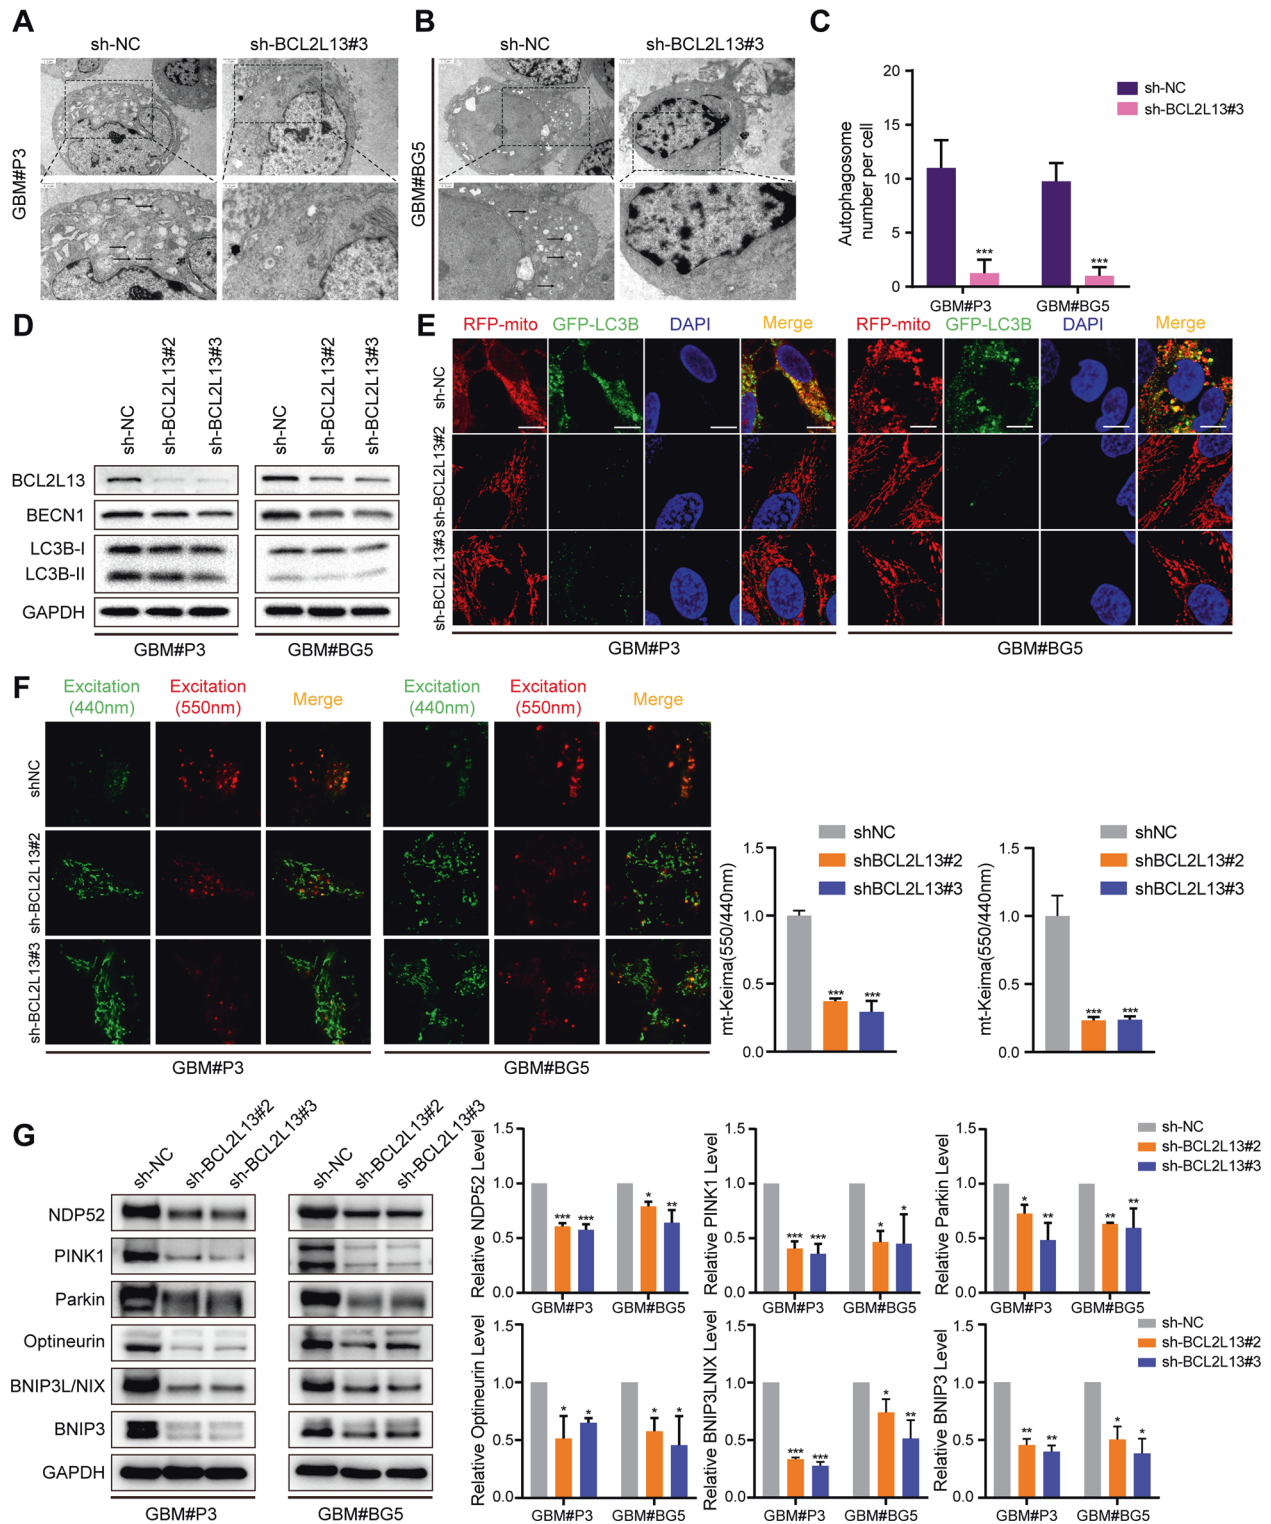 A
sh-NC
sh-BCL2L13#3
GBM#P3
B
sh-NC
sh-BCL2L13#3
GBM#BG5
C
20
15
10
5
0
Autophagosome
number per cell
sh-NC
sh-BCL2L13#3
***
***
GBM#P3
GBM#BG5
D
sh-NC
sh-BCL2L13#2
sh-BCL2L13#3
sh-NC
sh-BCL2L13#2
sh-BCL2L13#3
BCL2L13
BECN1
LC3B-I
LC3B-II
GAPDH
GBM#P3
GBM#BG5
E
RFP-mito
GFP-LC3B
DAPI
Merge
RFP-mito
GFP-LC3B
DAPI
Merge
sh-NC
sh-BCL2L13#2
sh-BCL2L13#3
GBM#P3
GBM#BG5
F
Excitation
(440nm)
Excitation
(550nm)
Merge
Excitation
(440nm)
Excitation
(550nm)
Merge
shNC
sh-BCL2L13#2
sh-BCL2L13#3
GBM#P3
GBM#BG5
shNC
shBCL2L13#2
shBCL2L13#3
mt-Keima(550/440nm)
1.5
1.0
0.5
0.0
***
***
shNC
shBCL2L13#2
shBCL2L13#3
mt-Keima(550/440nm)
1.5
1.0
0.5
0.0
***
***
G
sh-NC
sh-BCL2L13#2
sh-BCL2L13#3
sh-NC
sh-BCL2L13#2
sh-BCL2L13#3
NDP52
PINK1
Parkin
Optineurin
BNIP3L/NIX
BNIP3
GAPDH
GBM#P3
GBM#BG5
Relative NDP52 Level
1.5
1.0
0.5
0.0
***
***
*
**
GBM#P3
GBM#BG5
Relative PINK1 Level
1.5
1.0
0.5
0.0
***
***
*
*
GBM#P3
GBM#BG5
Relative Parkin Level
1.5
1.0
0.5
0.0
*
**
**
**
GBM#P3
GBM#BG5
sh-NC
sh-BCL2L13#2
sh-BCL2L13#3
Relative Optineurin Level
1.5
1.0
0.5
0.0
*
*
*
*
GBM#P3
GBM#BG5
Relative BNIP3LNIX Level
1.5
1.0
0.5
0.0
***
***
*
**
GBM#P3
GBM#BG5
Relative BNIP3 Level
1.5
1.0
0.5
0.0
**
**
*
*
GBM#P3
GBM#BG5
sh-NC
sh-BCL2L13#2
sh-BCL2L13#3